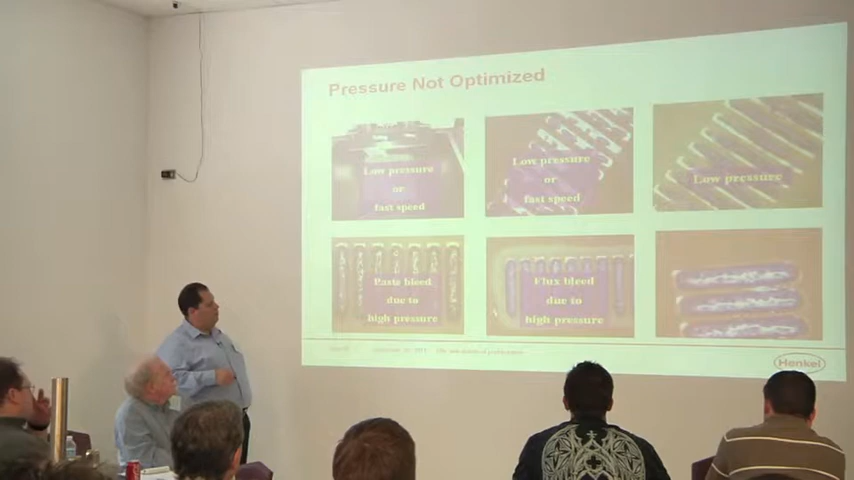 Pressure Not Optimized
Low pressure
or
fast speed
Low pressure
or
fast speed
Low pressure
Paste bleed
due to
high pressure
Flux bleed
due to
high pressure
Henkel